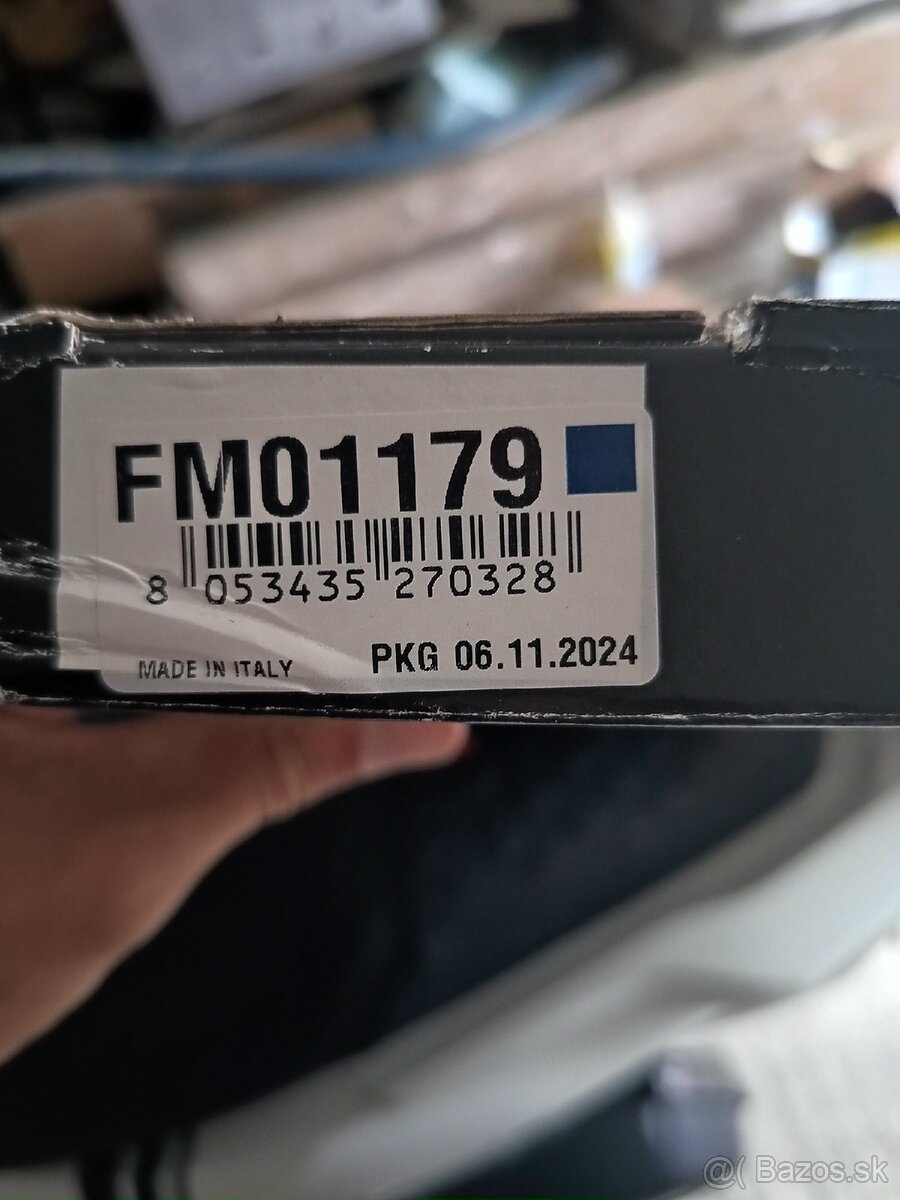 FM01179
8 053435 270328
MADE IN ITALY
PKG 06.11.2024
@( Bazos.sk